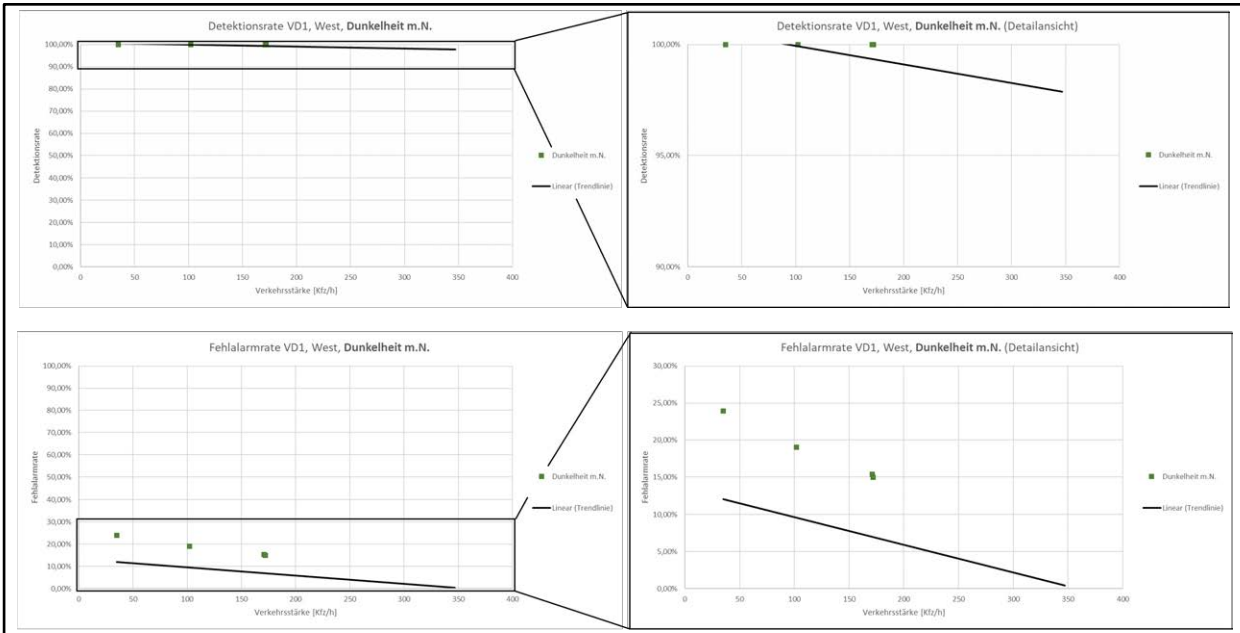 Detektionsrate VD1, West, Dunkelheit m.N.
100,00%
90,00%
80,00%
70,00%
60,00%
50,00%
40,00%
30,00%
20,00%
10,00%
0,00%
Detektionsrate
0 50 100 150 200 250 300 350 400
Verkehrsstärke [Kfz/h]
Dunkelheit m.N.
Linear (Trendlinie)
Detektionsrate VD1, West, Dunkelheit m.N. (Detailansicht)
100,00%
95,00%
90,00%
Detektionsrate
0 50 100 150 200 250 300 350 400
Verkehrsstärke [Kfz/h]
Dunkelheit m.N.
Linear (Trendlinie)
Fehlalarmrate VD1, West, Dunkelheit m.N.
100,00%
90,00%
80,00%
70,00%
60,00%
50,00%
40,00%
30,00%
20,00%
10,00%
0,00%
Fehlalarmrate
0 50 100 150 200 250 300 350 400
Verkehrsstärke [Kfz/h]
Dunkelheit m.N.
Linear (Trendlinie)
Fehlalarmrate VD1, West, Dunkelheit m.N. (Detailansicht)
30,00%
25,00%
20,00%
15,00%
10,00%
5,00%
0,00%
Fehlalarmrate
0 50 100 150 200 250 300 350 400
Verkehrsstärke [Kfz/h]
Dunkelheit m.N.
Linear (Trendlinie)